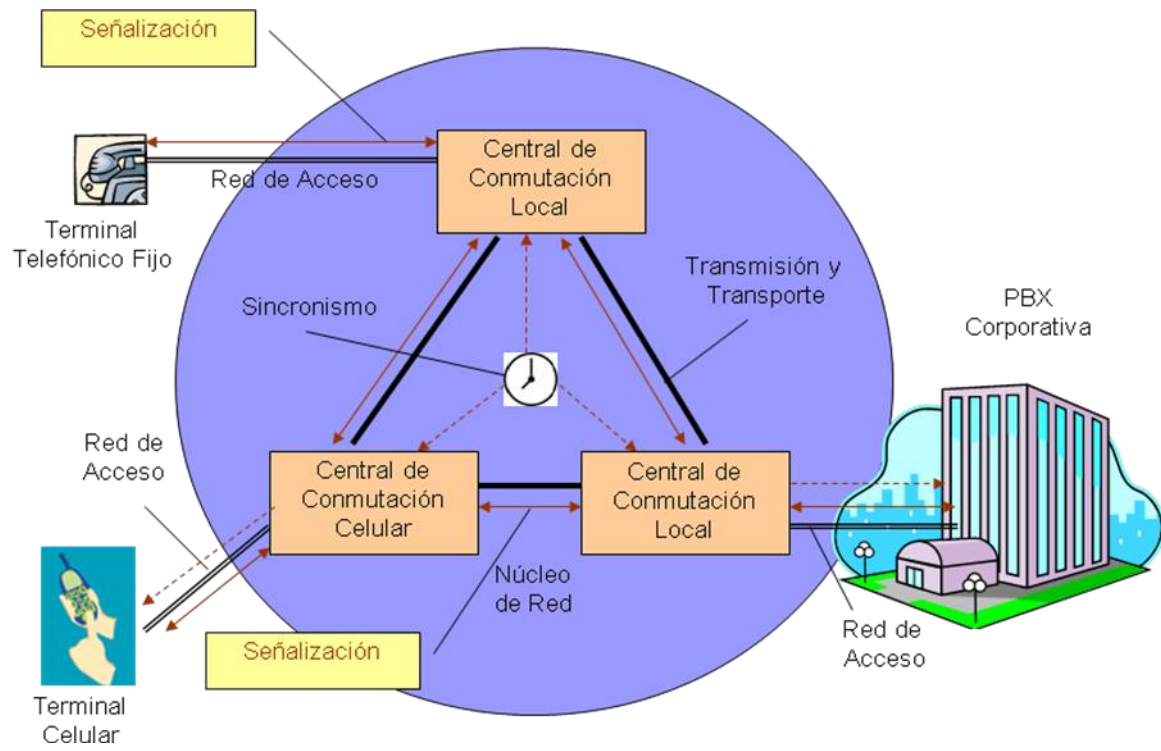 Señalización
Central de
Conmutación
Local
Red de Acceso
Terminal
Telefónico Fijo
Transmisión y
Transporte
Sincronismo
PBX
Corporativa
Red de
Acceso
Central de
Conmutación
Celular
Central de
Conmutación
Local
Núcleo
de Red
Red de
Acceso
Señalización
Terminal
Celular